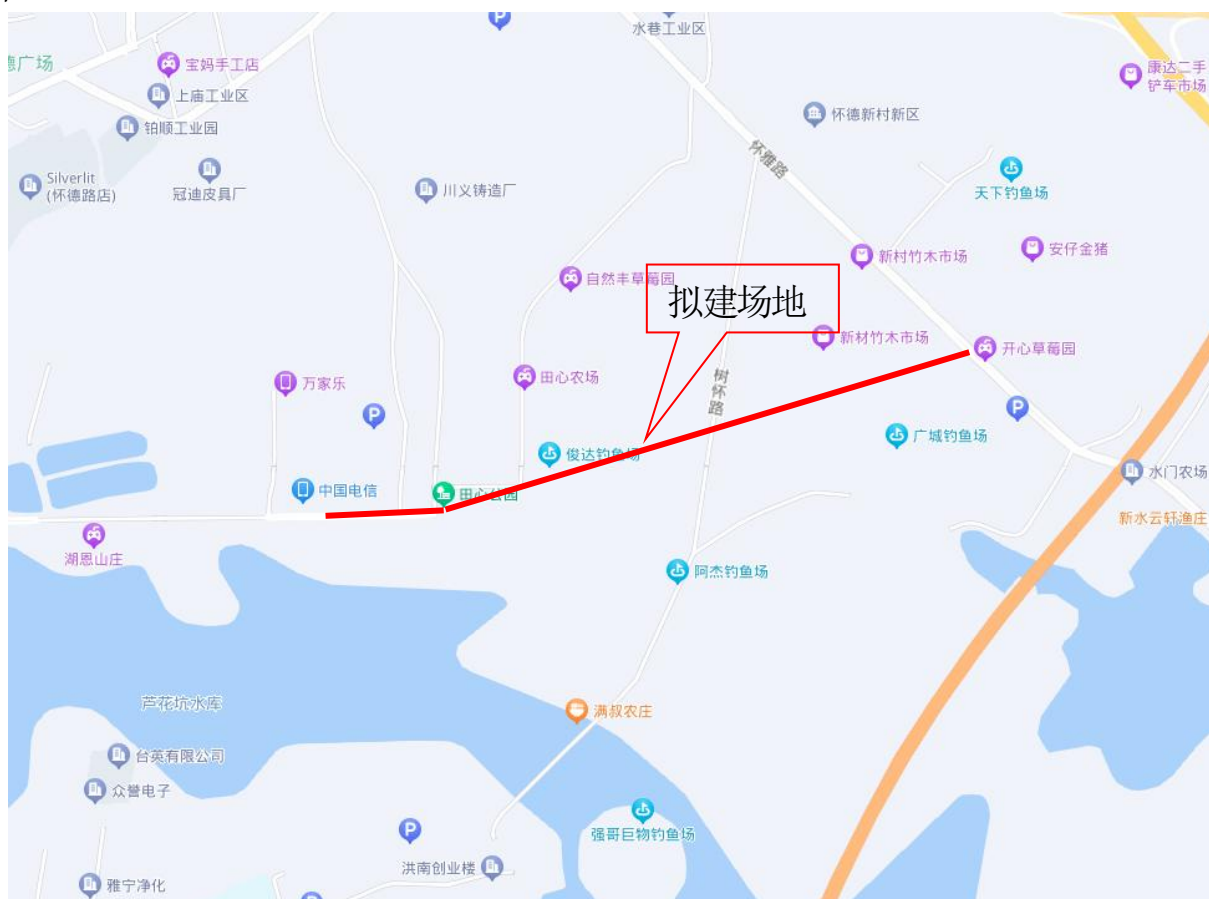 水巷工业区
德广场
宝妈手工店
康达二手
铲车市场
上庙工业区
怀德新村新区
铂顺工业园
怀雅路
Silverlit
(怀德路店)
冠迪皮具厂
川义铸造厂
天下钓鱼场
新村竹木市场
安仔金猪
自然丰草莓园
拟建场地
新材竹木市场
开心草莓园
万家乐
田心农场
树怀路
广城钓鱼场
俊达钓鱼场
水门农场
中国电信
田心公园
新水云轩渔庄
湖恩山庄
阿杰钓鱼场
芦花坑水库
满叔农庄
台英有限公司
众誉电子
强哥巨物钓鱼场
洪南创业楼
雅宁净化
P
P
P
P